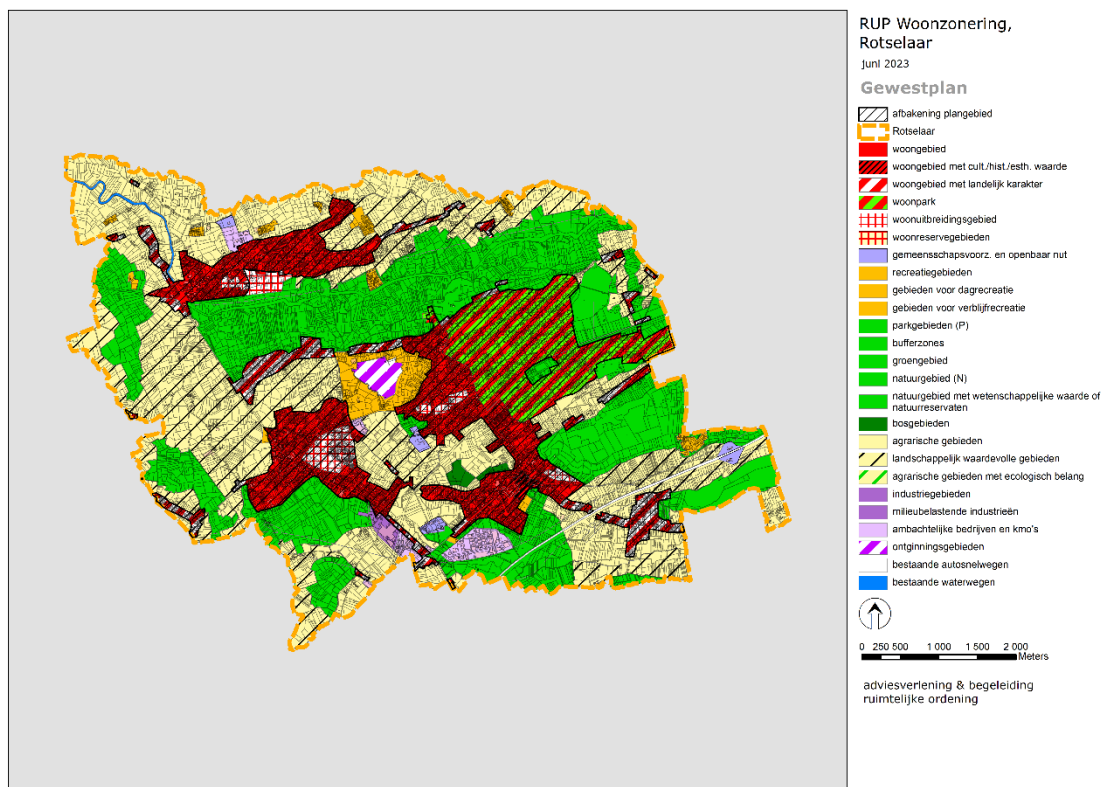 RUP Woonzonering,
Rotselaar
juni 2023
Gewestplan
afbakening plangebied
Rotselaar
woongebied
woongebied met cult./hist./esth. waarde
woongebied met landelijk karakter
woonpark
woonuitbreidingsgebied
woonreservegebieden
gemeensschapsvoorz. en openbaar nut
recreatiegebieden
gebieden voor dagrecreatie
gebieden voor verblijfrecreatie
parkgebieden (P)
bufferzones
groengebied
natuurgebied (N)
natuurgebied met wetenschappelijke waarde of
natuurreservaten
bosgebieden
agrarische gebieden
landschappelijk waardevolle gebieden
agrarische gebieden met ecologisch belang
industriegebieden
milieubelastende industrieën
ambachtelijke bedrijven en kmo's
ontginningsgebieden
bestaande autosnelwegen
bestaande waterwegen
0 250 500 1 000 1 500 2 000
Meters
adviesverlening & begeleiding
ruimtelijke ordening